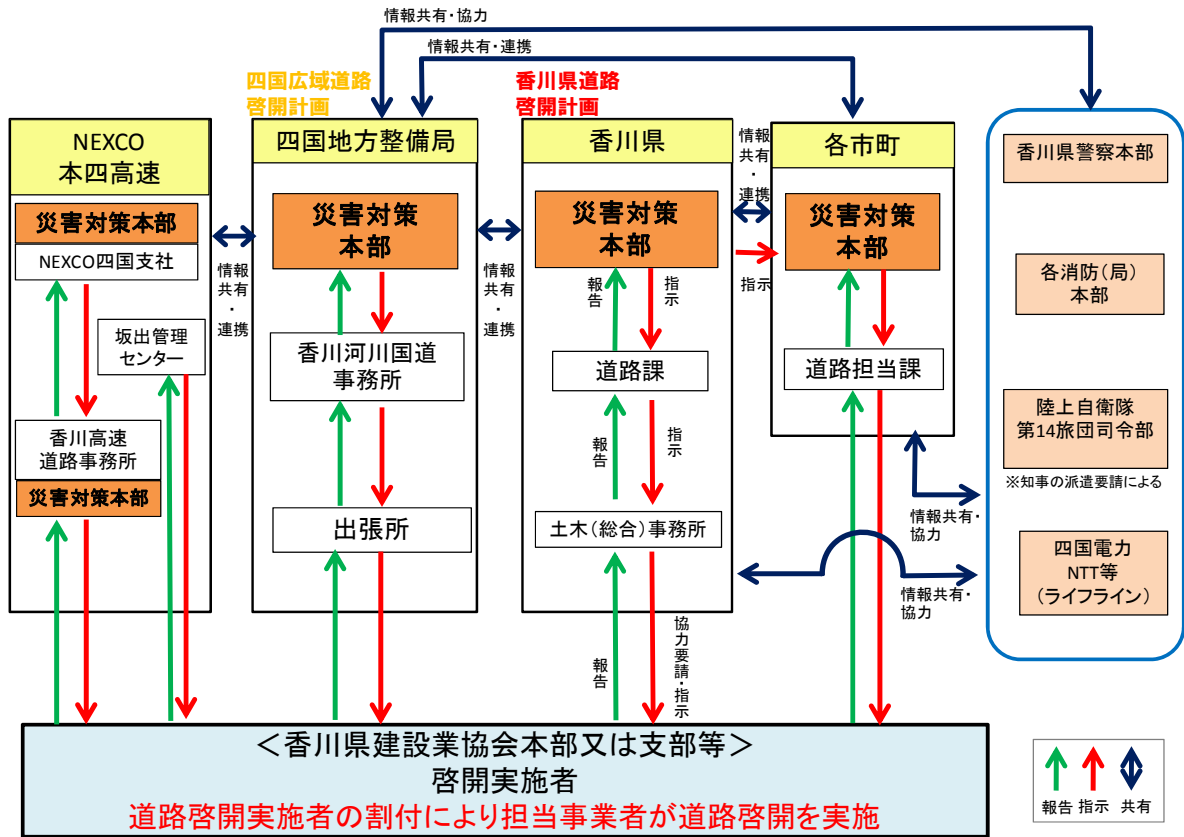 情報共有・協力
情報共有・連携
四国広域道路
啓開計画
香川県道路
啓開計画
NEXCO
本四高速
災害対策本部
NEXCO四国支社
坂出管理
センター
香川高速
道路事務所
災害対策本部
情報
共有
・
連携
四国地方整備局
災害対策
本部
香川河川国道
事務所
出張所
情報
共有
・
連携
香川県
災害対策
本部
報告
指示
道路課
報告
指示
土木(総合)事務所
報告
協力要請・指示
情報
共有
・
連携
指示
各市町
災害対策
本部
道路担当課
情報共有・
協力
情報共有・
協力
香川県警察本部
各消防(局)
本部
陸上自衛隊
第14旅団司令部
※知事の派遣要請による
四国電力
NTT等
(ライフライン)
<香川県建設業協会本部又は支部等>
啓開実施者
道路啓開実施者の割付により担当事業者が道路啓開を実施
報告 指示 共有